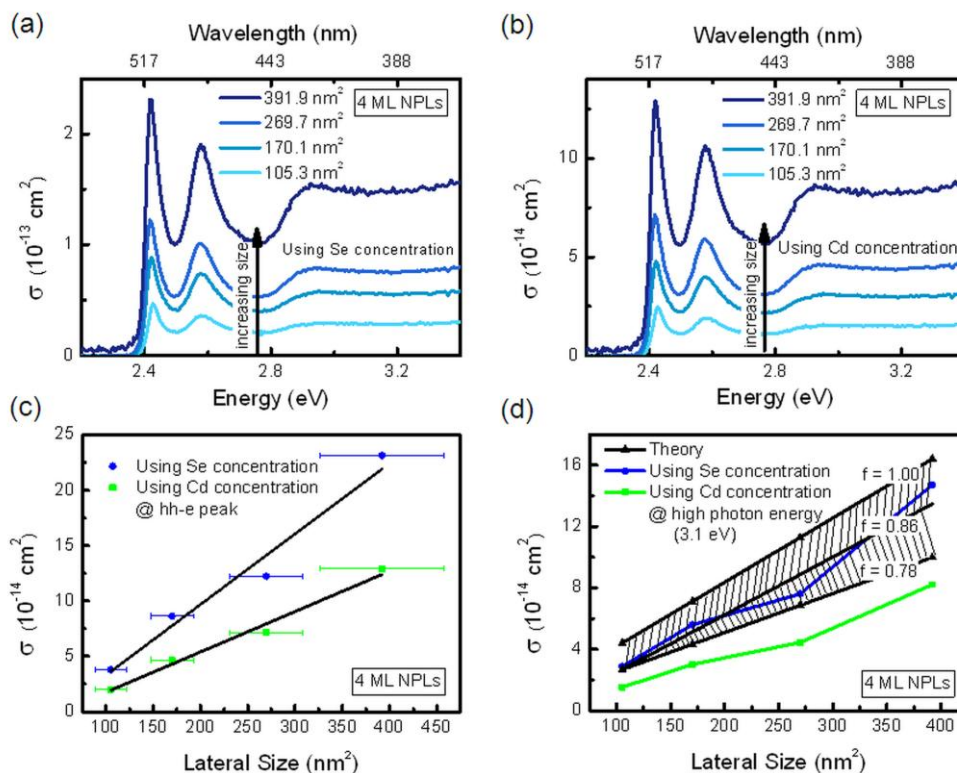 (a)
Wavelength (nm)
517 443 388
4 ML NPLs
391.9 nm²
269.7 nm²
170.1 nm²
105.3 nm²
Using Se concentration
increasing size
σ (10⁻¹³ cm²)
2
1
0
2.4 2.8 3.2
Energy (eV)
(b)
Wavelength (nm)
517 443 388
4 ML NPLs
391.9 nm²
269.7 nm²
170.1 nm²
105.3 nm²
Using Cd concentration
increasing size
σ (10⁻¹⁴ cm²)
10
5
0
2.4 2.8 3.2
Energy (eV)
(c)
Using Se concentration
Using Cd concentration
@ hh-e peak
σ (10⁻¹⁴ cm²)
25
20
15
10
5
0
4 ML NPLs
100 150 200 250 300 350 400 450
Lateral Size (nm²)
(d)
Theory
Using Se concentration
Using Cd concentration
@ high photon energy
(3.1 eV)
f = 1.00
f = 0.86
f = 0.78
σ (10⁻¹⁴ cm²)
16
12
8
4
0
4 ML NPLs
100 150 200 250 300 350 400
Lateral Size (nm²)